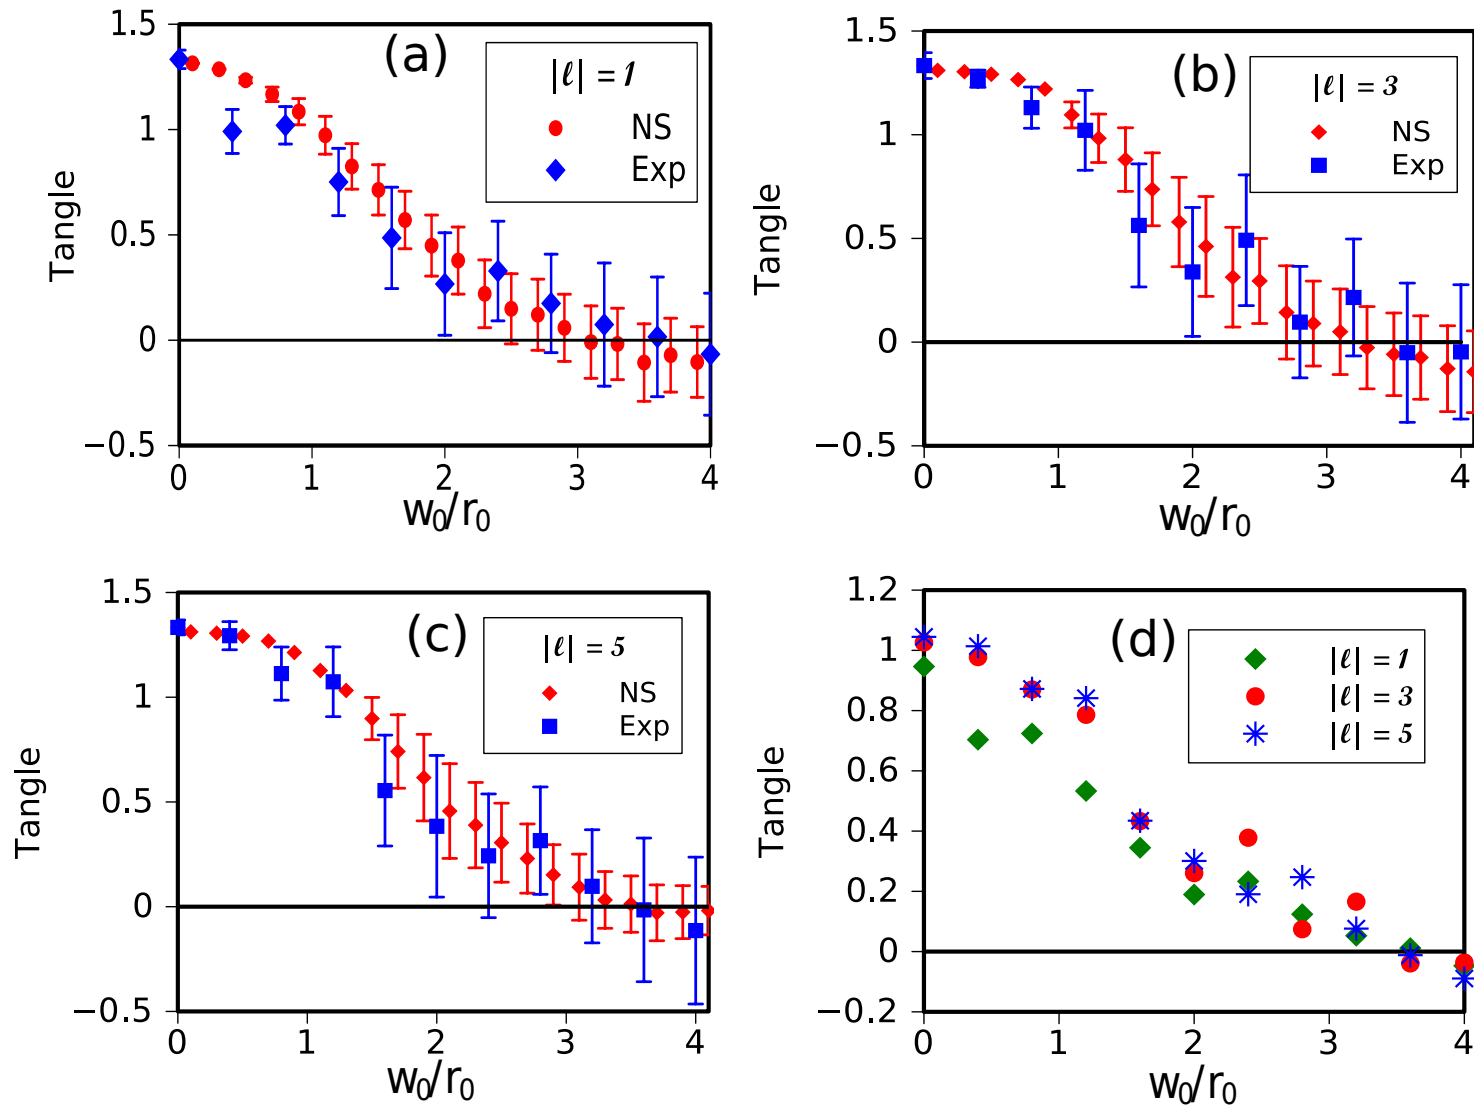 (a)
|ℓ| = 1
NS
Exp
Tangle
1.5
1
0.5
0
−0.5
0 1 2 3 4
w₀/r₀
(b)
|ℓ| = 3
NS
Exp
Tangle
1.5
1
0.5
0
−0.5
0 1 2 3 4
w₀/r₀
(c)
|ℓ| = 5
NS
Exp
Tangle
1.5
1
0.5
0
−0.5
0 1 2 3 4
w₀/r₀
(d)
|ℓ| = 1
|ℓ| = 3
|ℓ| = 5
Tangle
1.2
1
0.8
0.6
0.4
0.2
0
−0.2
0 1 2 3 4
w₀/r₀